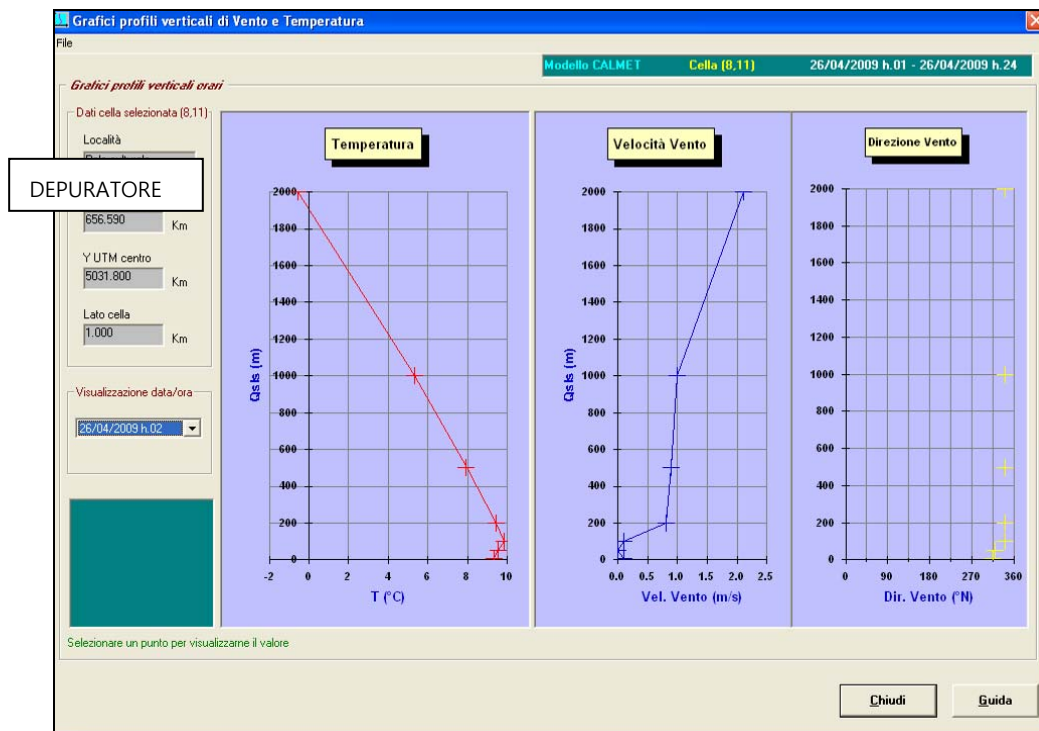 Grafici profili verticali di Vento e Temperatura
File
Modello CALMET Cella (8,11) 26/04/2009 h.01 - 26/04/2009 h.24
Grafici profili verticali orari
Dati cella selezionata (8,11)
Località
DEPURATORE
656.590 Km
Y UTM centro
5031.800 Km
Lato cella
1.000 Km
Visualizzazione data/ora
26/04/2009 h.02
Temperatura
Qsls (m)
2000
1800
1600
1400
1200
1000
800
600
400
200
0
-2 0 2 4 6 8 10
T (°C)
Velocità Vento
Qsls (m)
2000
1800
1600
1400
1200
1000
800
600
400
200
0
0.0 0.5 1.0 1.5 2.0 2.5
Vel. Vento (m/s)
Direzione Vento
2000
1800
1600
1400
1200
1000
800
600
400
200
0
0 90 180 270 360
Dir. Vento (°N)
Selezionare un punto per visualizzarne il valore
Chiudi Guida